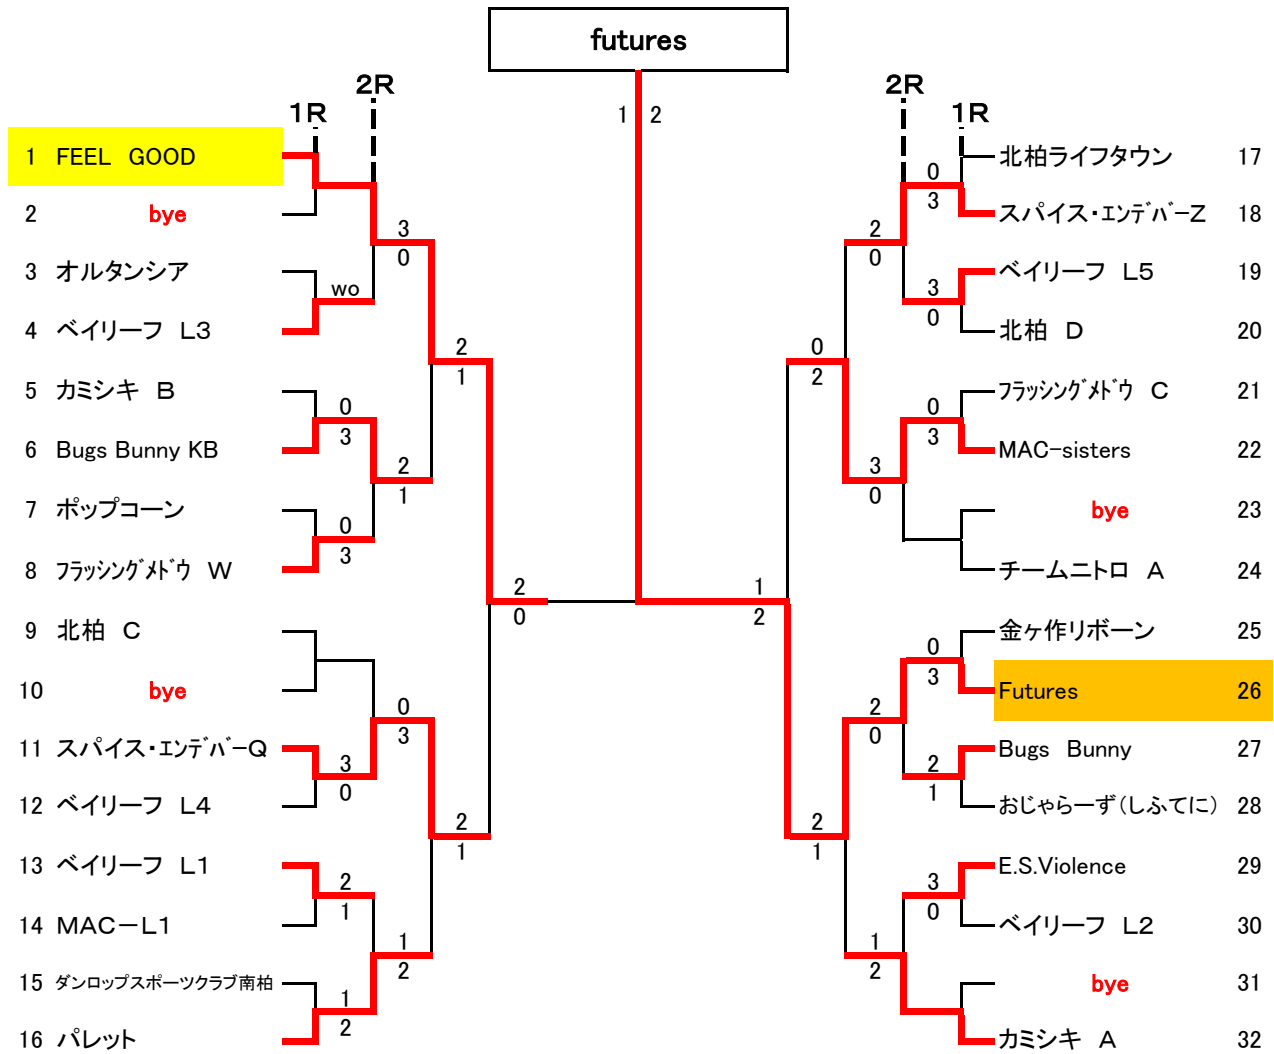 futures
1 2
2R
1R
2R
1R
1 FEEL GOOD
2 bye
3 オルタンシア
4 ベイリーフ L3
5 カミシキ B
6 Bugs Bunny KB
7 ポップコーン
8 フラッシングメドウ W
9 北柏 C
10 bye
11 スパイス・エンデバーQ
12 ベイリーフ L4
13 ベイリーフ L1
14 MAC－L1
15 ダンロップスポーツクラブ南柏
16 パレット
wo
0
3
0
3
3
0
2
1
1
2
3
0
2
1
0
3
1
2
2
1
2
1
2
0
1
2
0
2
2
1
2
0
3
0
2
0
1
2
0
3
3
0
0
3
0
3
2
1
3
0
北柏ライフタウン 17
スパイス・エンデバーZ 18
ベイリーフ L5 19
北柏 D 20
フラッシングメドウ C 21
MAC-sisters 22
bye 23
チームニトロ A 24
金ヶ作リボーン 25
Futures 26
Bugs Bunny 27
おじゃらーず（しふてに） 28
E.S.Violence 29
ベイリーフ L2 30
bye 31
カミシキ A 32